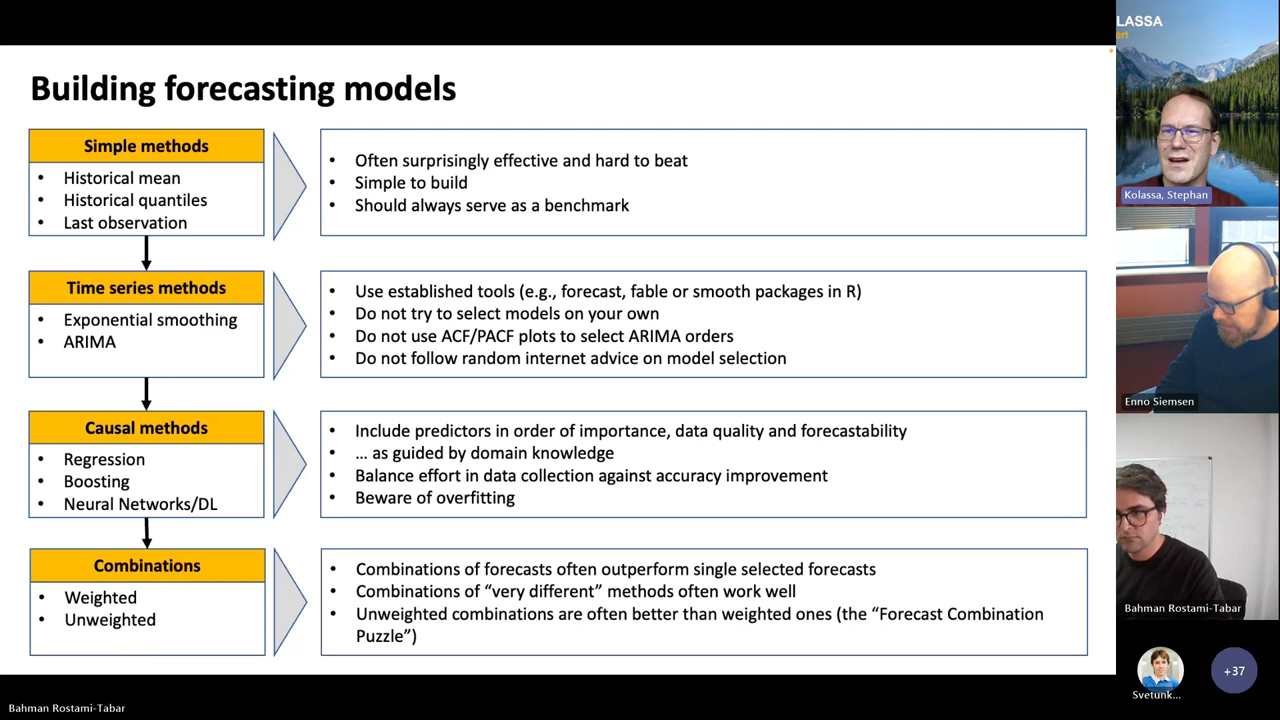 Building forecasting models
Simple methods
• Historical mean
• Historical quantiles
• Last observation
• Often surprisingly effective and hard to beat
• Simple to build
• Should always serve as a benchmark
Time series methods
• Exponential smoothing
• ARIMA
• Use established tools (e.g., forecast, fable or smooth packages in R)
• Do not try to select models on your own
• Do not use ACF/PACF plots to select ARIMA orders
• Do not follow random internet advice on model selection
Causal methods
• Regression
• Boosting
• Neural Networks/DL
• Include predictors in order of importance, data quality and forecastability
• … as guided by domain knowledge
• Balance effort in data collection against accuracy improvement
• Beware of overfitting
Combinations
• Weighted
• Unweighted
• Combinations of forecasts often outperform single selected forecasts
• Combinations of “very different” methods often work well
• Unweighted combinations are often better than weighted ones (the “Forecast Combination
Puzzle”)
LASSA
ert
Kolassa, Stephan
Enno Siemsen
Bahman Rostami-Tabar
Svetunk...
+37
Bahman Rostami-Tabar